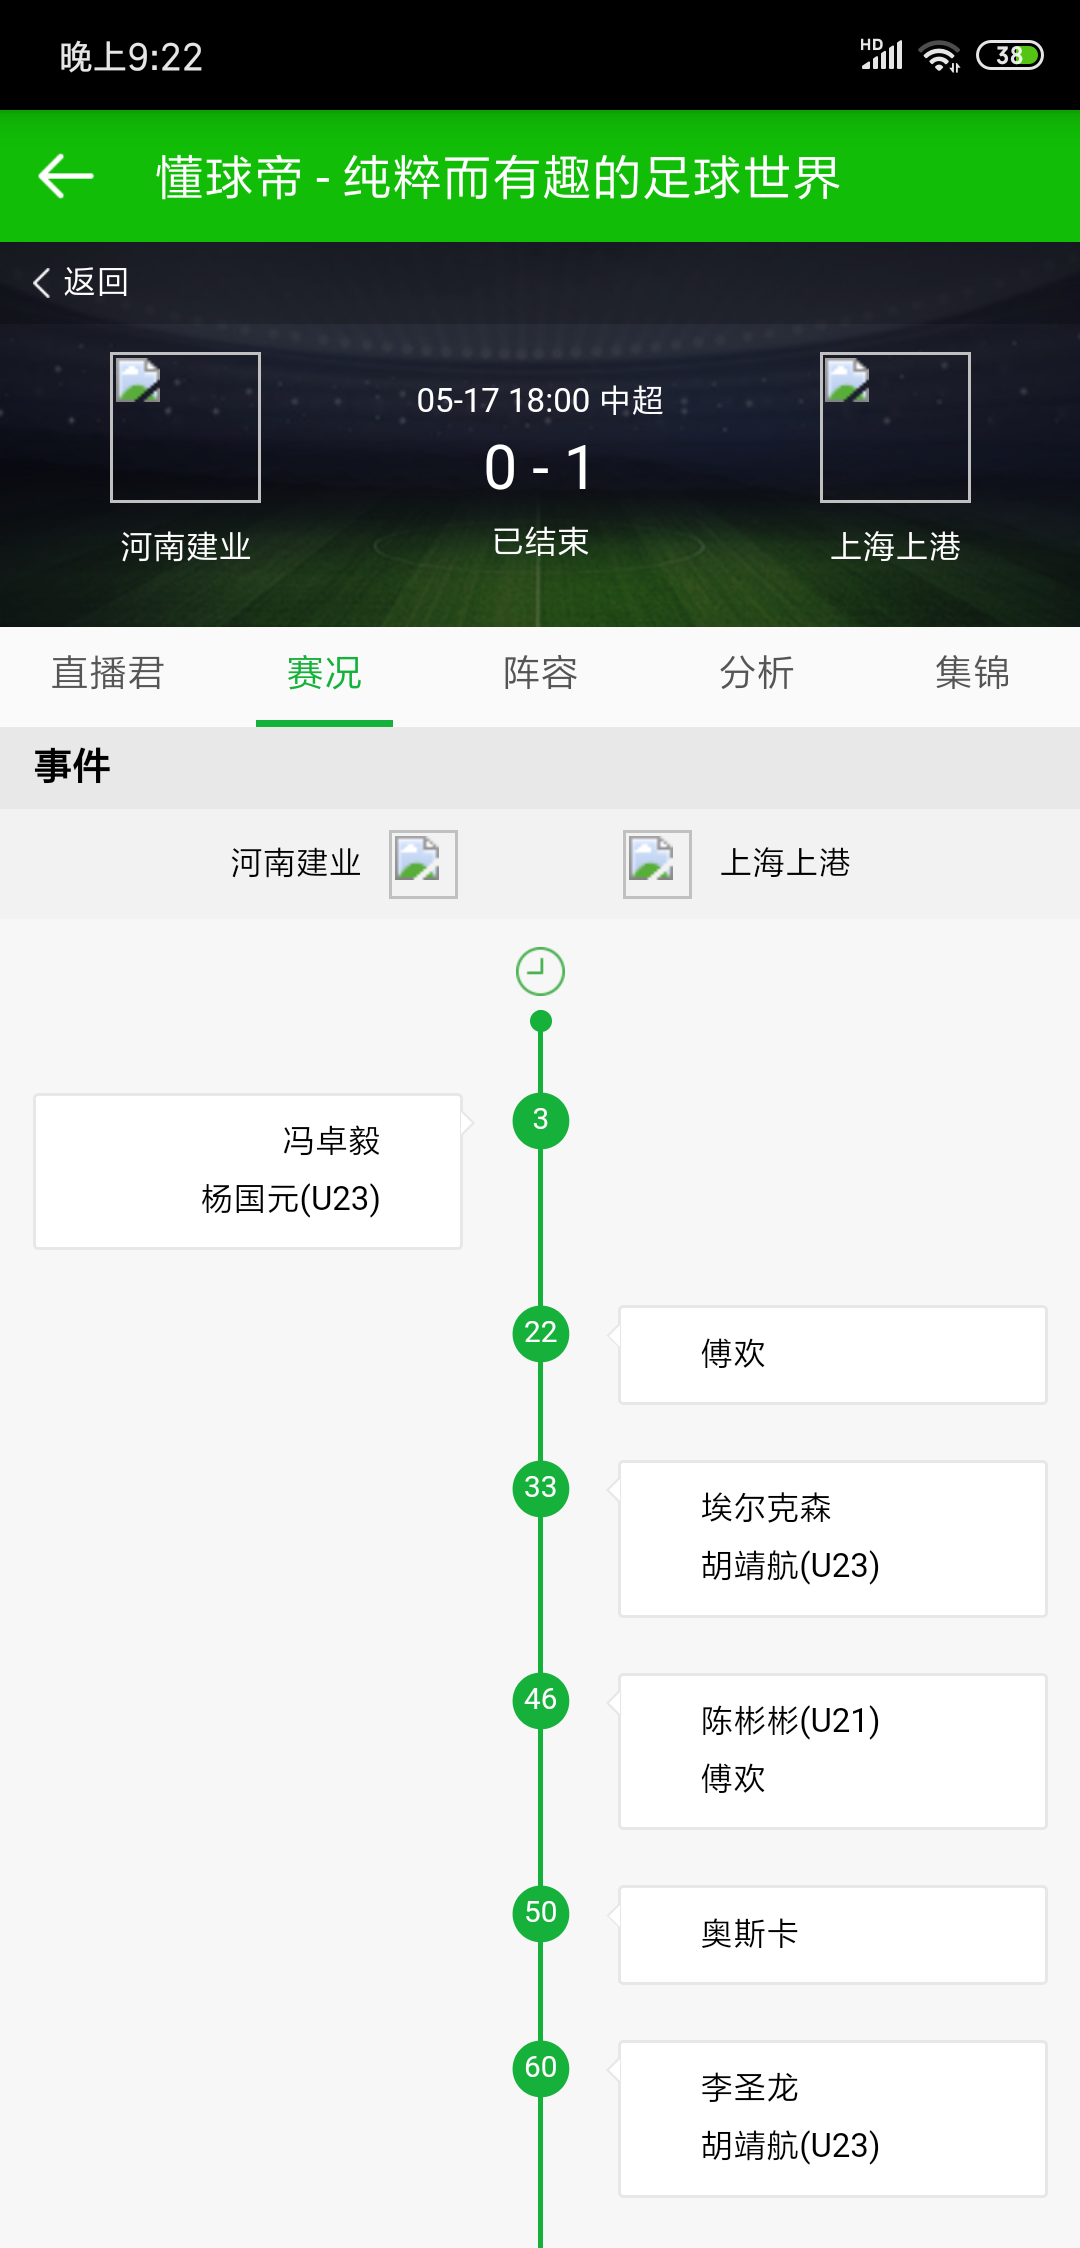 晚上9:22
HD
38
懂球帝 - 纯粹而有趣的足球世界
返回
05-17 18:00 中超
0 - 1
已结束
河南建业
上海上港
直播君 赛况 阵容 分析 集锦
事件
河南建业 上海上港
3
冯卓毅
杨国元(U23)
22
傅欢
33
埃尔克森
胡靖航(U23)
46
陈彬彬(U21)
傅欢
50
奥斯卡
60
李圣龙
胡靖航(U23)